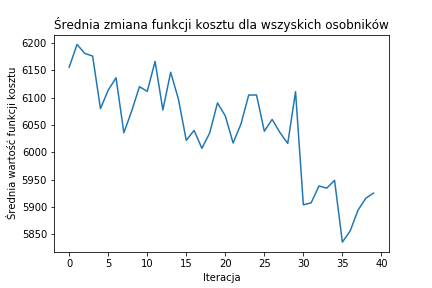 Średnia zmiana funkcji kosztu dla wszyskich osobników
Średnia wartość funkcji kosztu
6200
6150
6100
6050
6000
5950
5900
5850
0 5 10 15 20 25 30 35 40
Iteracja